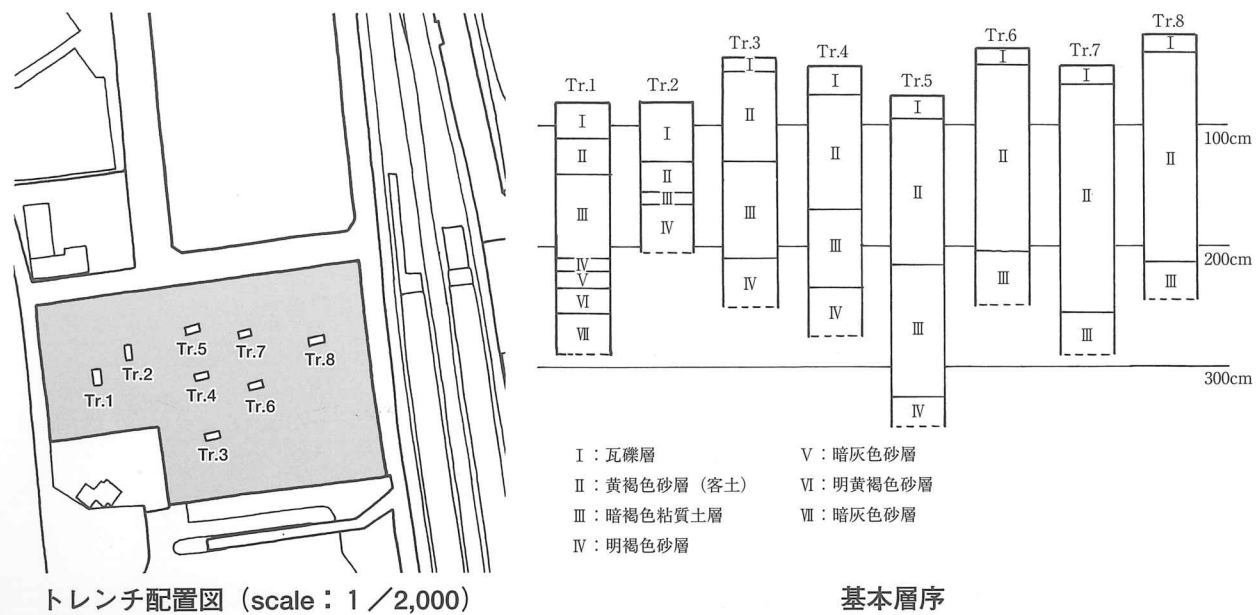 Tr.5
Tr.7
Tr.8
Tr.2
Tr.4
Tr.6
Tr.1
Tr.3
トレンチ配置図(scale:1/2,000)
Tr.1
Tr.2
Tr.3
Tr.4
Tr.5
Tr.6
Tr.7
Tr.8
Ⅰ
Ⅱ
Ⅲ
Ⅳ
Ⅴ
Ⅵ
Ⅶ
Ⅰ
Ⅱ
Ⅲ
Ⅳ
Ⅰ
Ⅱ
Ⅲ
Ⅳ
Ⅰ
Ⅱ
Ⅲ
Ⅳ
Ⅰ
Ⅱ
Ⅲ
Ⅳ
Ⅰ
Ⅱ
Ⅲ
Ⅰ
Ⅱ
Ⅲ
Ⅰ
Ⅱ
Ⅲ
100cm
200cm
300cm
Ⅰ:瓦礫層
Ⅱ:黄褐色砂層(客土)
Ⅲ:暗褐色粘質土層
Ⅳ:明褐色砂層
Ⅴ:暗灰色砂層
Ⅵ:明黄褐色砂層
Ⅶ:暗灰色砂層
基本層序